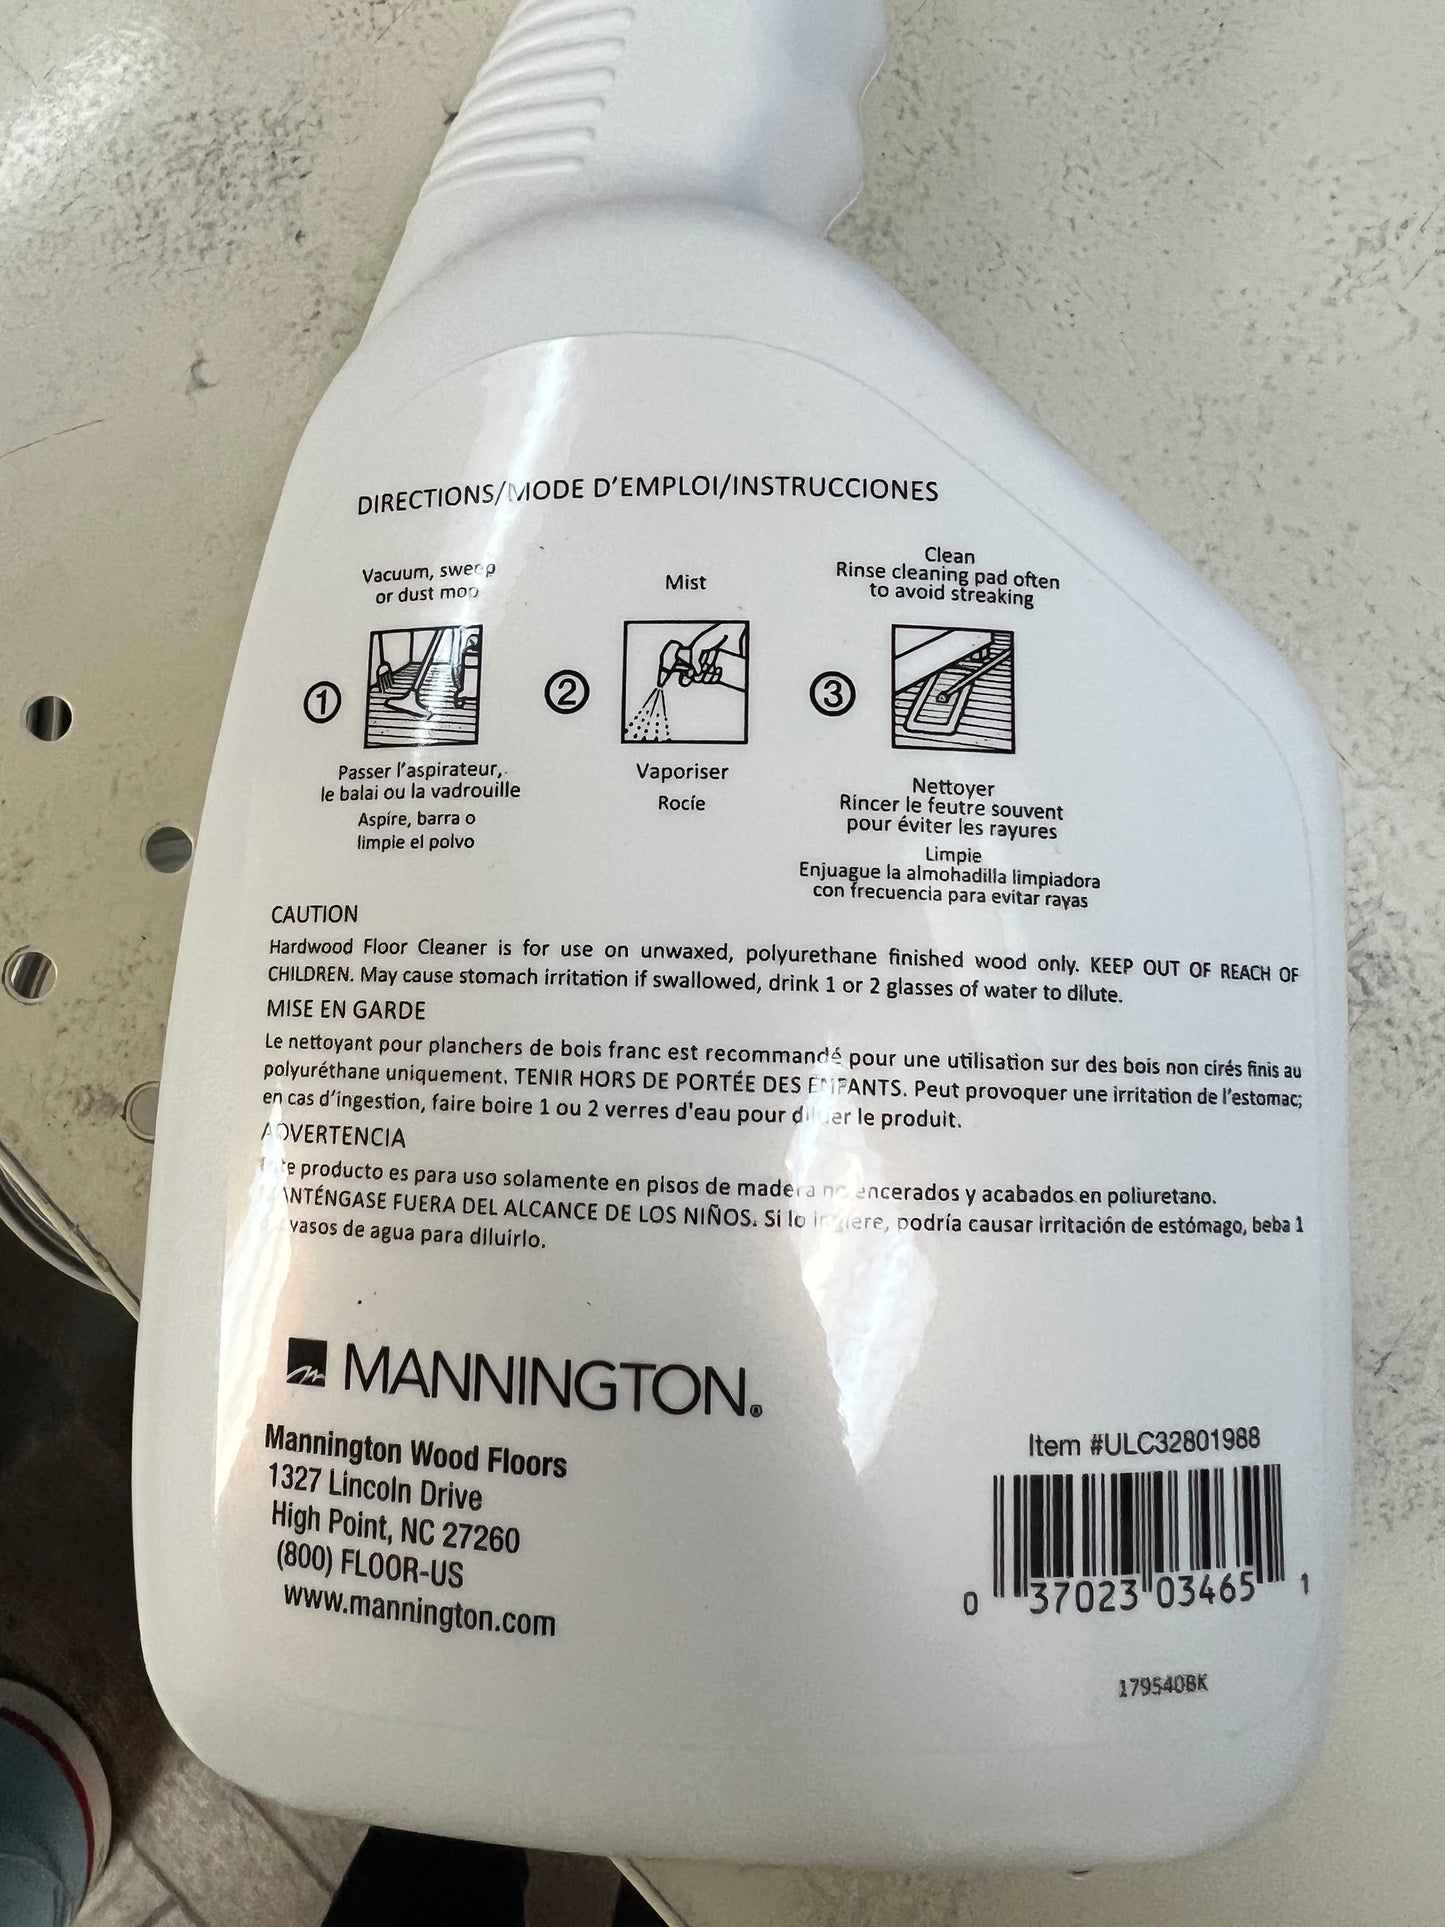 DIRECTIONS/MODE D'EMPLOI/INSTRUCCIONES
Vacuum, sweep
or dust mop
1
Passer l'aspirateur,
le balai ou la vadrouille
Aspíre, barra o
limpie el polvo
Mist
2
Vaporiser
Rocíe
Clean
Rinse cleaning pad often
to avoid streaking
3
Nettoyer
Rincer le feutre souvent
pour éviter les rayures
Limpie
Enjuague la almohadilla limpiadora
con frecuencia para evitar rayas
CAUTION
Hardwood Floor Cleaner is for use on unwaxed, polyurethane finished wood only. KEEP OUT OF REACH OF
CHILDREN. May cause stomach irritation if swallowed, drink 1 or 2 glasses of water to dilute.
MISE EN GARDE
Le nettoyant pour planchers de bois franc est recommandé pour une utilisation sur des bois non cirés finis au
polyuréthane uniquement. TENIR HORS DE PORTÉE DES ENFANTS. Peut provoquer une irritation de l'estomac;
en cas d'ingestion, faire boire 1 ou 2 verres d'eau pour diluer le produit.
ADVERTENCIA
Este producto es para uso solamente en pisos de madera no encerados y acabados en poliuretano.
MANTÉNGASE FUERA DEL ALCANCE DE LOS NIÑOS. Si lo ingiere, podría causar irritación de estómago, beba 1
vasos de agua para diluirlo.
MANNINGTON®
Mannington Wood Floors
1327 Lincoln Drive
High Point, NC 27260
(800) FLOOR-US
www.mannington.com
Item #ULC32801988
0 37023 03465 1
179540BK